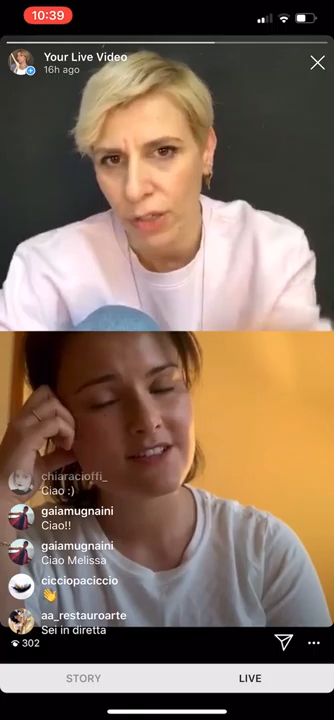 10:39
Your Live Video
16h ago
chiaracioffi_
Ciao :)
gaiamugnaini
Ciao!!
gaiamugnaini
Ciao Melissa
cicciopaciccio
👋
aa_restauroarte
Sei in diretta
302
STORY
LIVE